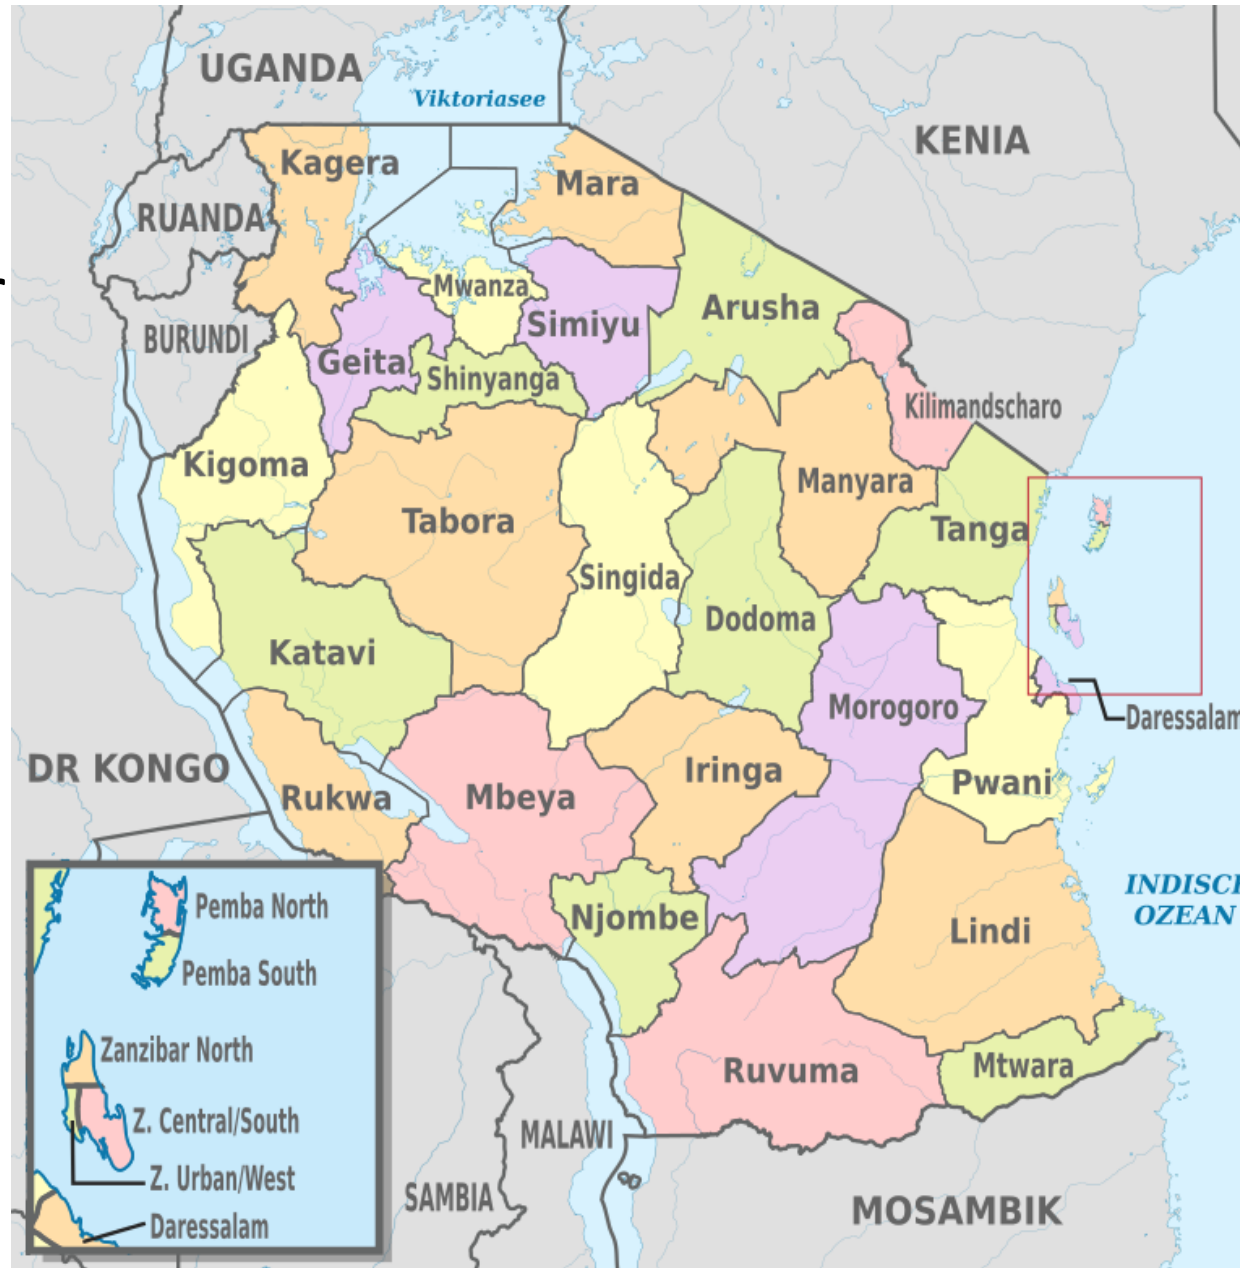 UGANDA
Viktoriasee
KENIA
Kagera
Mara
RUANDA
Mwanza
Arusha
Simiyu
BURUNDI
Geita
Shinyanga
Kilimandscharo
Kigoma
Manyara
Tabora
Tanga
Singida
Dodoma
Katavi
Morogoro
Daressalam
DR KONGO
Iringa
Pwani
Rukwa
Mbeya
INDISC
OZEAN
Njombe
Lindi
Pemba North
Pemba South
Zanzibar North
Z. Central/South
Z. Urban/West
Daressalam
Ruvuma
Mtwara
MALAWI
SAMBIA
MOSAMBIK